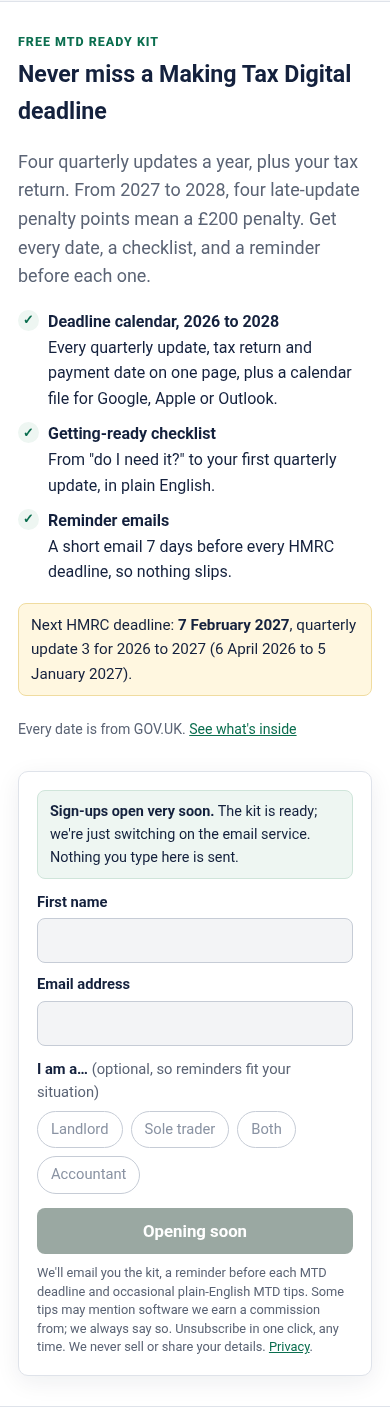 FREE MTD READY KIT
Never miss a Making Tax Digital
deadline
Four quarterly updates a year, plus your tax
return. From 2027 to 2028, four late-update
penalty points mean a £200 penalty. Get
every date, a checklist, and a reminder
before each one.
✓ Deadline calendar, 2026 to 2028
Every quarterly update, tax return and
payment date on one page, plus a calendar
file for Google, Apple or Outlook.
✓ Getting-ready checklist
From "do I need it?" to your first quarterly
update, in plain English.
✓ Reminder emails
A short email 7 days before every HMRC
deadline, so nothing slips.
Next HMRC deadline: 7 February 2027, quarterly
update 3 for 2026 to 2027 (6 April 2026 to 5
January 2027).
Every date is from GOV.UK. See what's inside
Sign-ups open very soon. The kit is ready;
we're just switching on the email service.
Nothing you type here is sent.
First name
Email address
I am a… (optional, so reminders fit your
situation)
Landlord Sole trader Both
Accountant
Opening soon
We'll email you the kit, a reminder before each MTD
deadline and occasional plain-English MTD tips. Some
tips may mention software we earn a commission
from; we always say so. Unsubscribe in one click, any
time. We never sell or share your details. Privacy.